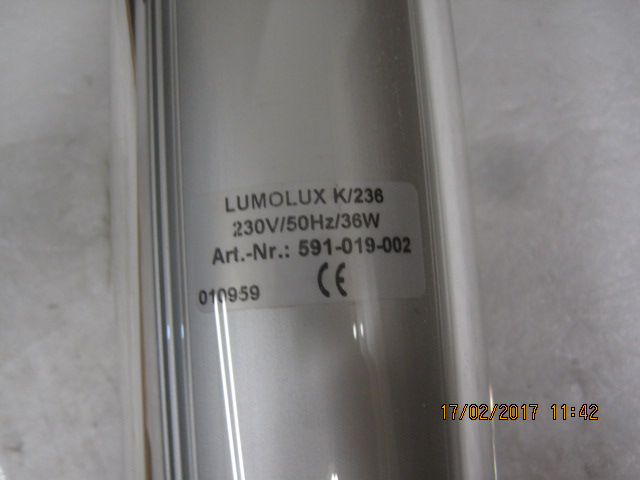 LUMOLUX K/236
230V/50Hz/36W
Art.-Nr.: 591-019-002
010959 CE
17/02/2017 11:42